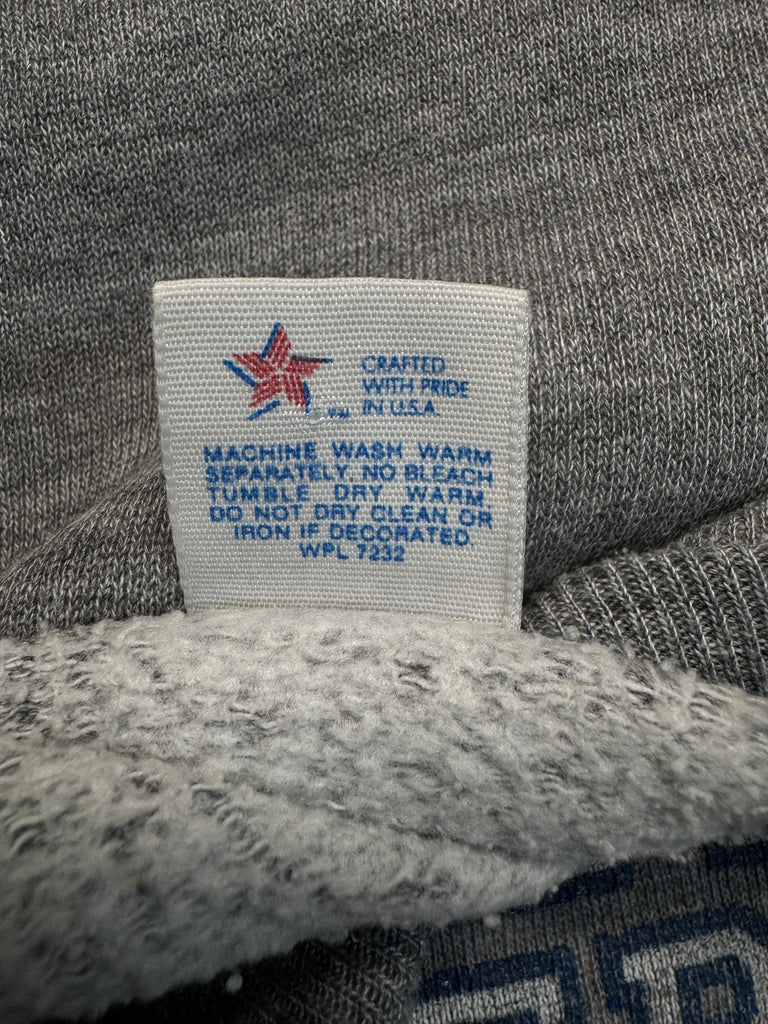 CRAFTED
WITH PRIDE
IN U.S.A.
MACHINE WASH WARM
SEPARATELY. NO BLEACH
TUMBLE DRY WARM.
DO NOT DRY CLEAN OR
IRON IF DECORATED.
WPL 7232